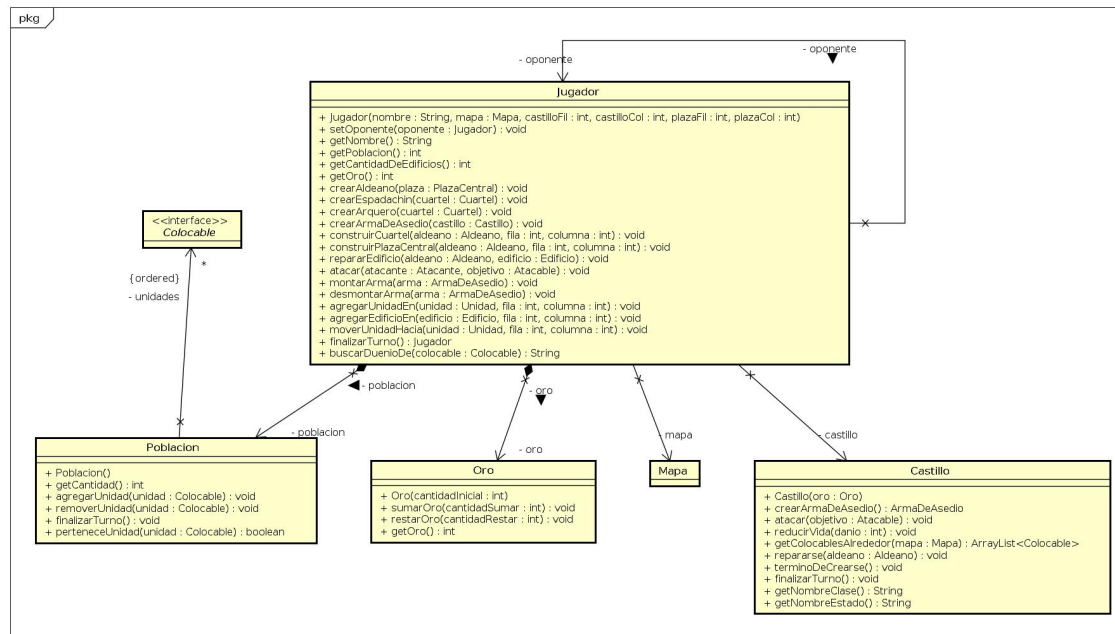 pkg
- oponente
- oponente
Jugador
+ Jugador(nombre : String, mapa : Mapa, castilloFil : int, castilloCol : int, plazaFil : int, plazaCol : int)
+ setOponente(oponente : Jugador) : void
+ getNombre() : String
+ getPoblacion() : int
+ getCantidadDeEdificios() : int
+ getOro() : int
+ crearAldeano(plaza : PlazaCentral) : void
+ crearEspadachin(cuartel : Cuartel) : void
+ crearArquero(cuartel : Cuartel) : void
+ crearArmaDeAsedio(castillo : Castillo) : void
+ construirCuartel(aldeano : Aldeano, fila : int, columna : int) : void
+ construirPlazaCentral(aldeano : Aldeano, fila : int, columna : int) : void
+ repararEdificio(aldeano : Aldeano, edificio : Edificio) : void
+ atacar(atacante : Atacante, objetivo : Atacable) : void
+ montarArma(arma : ArmaDeAsedio) : void
+ desmontarArma(arma : ArmaDeAsedio) : void
+ agregarUnidadEn(unidad : Unidad, fila : int, columna : int) : void
+ agregarEdificioEn(edificio : Edificio, fila : int, columna : int) : void
+ moverUnidadHacia(unidad : Unidad, fila : int, columna : int) : void
+ finalizarTurno() : Jugador
+ buscarDuenioDe(colocable : Colocable) : String
<<interface>>
Colocable
*
{ordered}
- unidades
- poblacion
- poblacion
- oro
- oro
- mapa
- castillo
Poblacion
+ Poblacion()
+ getCantidad() : int
+ agregarUnidad(unidad : Colocable) : void
+ removerUnidad(unidad : Colocable) : void
+ finalizarTurno() : void
+ perteneceUnidad(unidad : Colocable) : boolean
Oro
+ Oro(cantidadInicial : int)
+ sumarOro(cantidadSumar : int) : void
+ restarOro(cantidadRestar : int) : void
+ getOro() : int
Mapa
Castillo
+ Castillo(oro : Oro)
+ crearArmaDeAsedio() : ArmaDeAsedio
+ atacar(objetivo : Atacable) : void
+ reducirVida(danio : int) : void
+ getColocablesAlrededor(mapa : Mapa) : ArrayList<Colocable>
+ repararse(aldeano : Aldeano) : void
+ terminoDeCrearse() : void
+ finalizarTurno() : void
+ getNombreClase() : String
+ getNombreEstado() : String